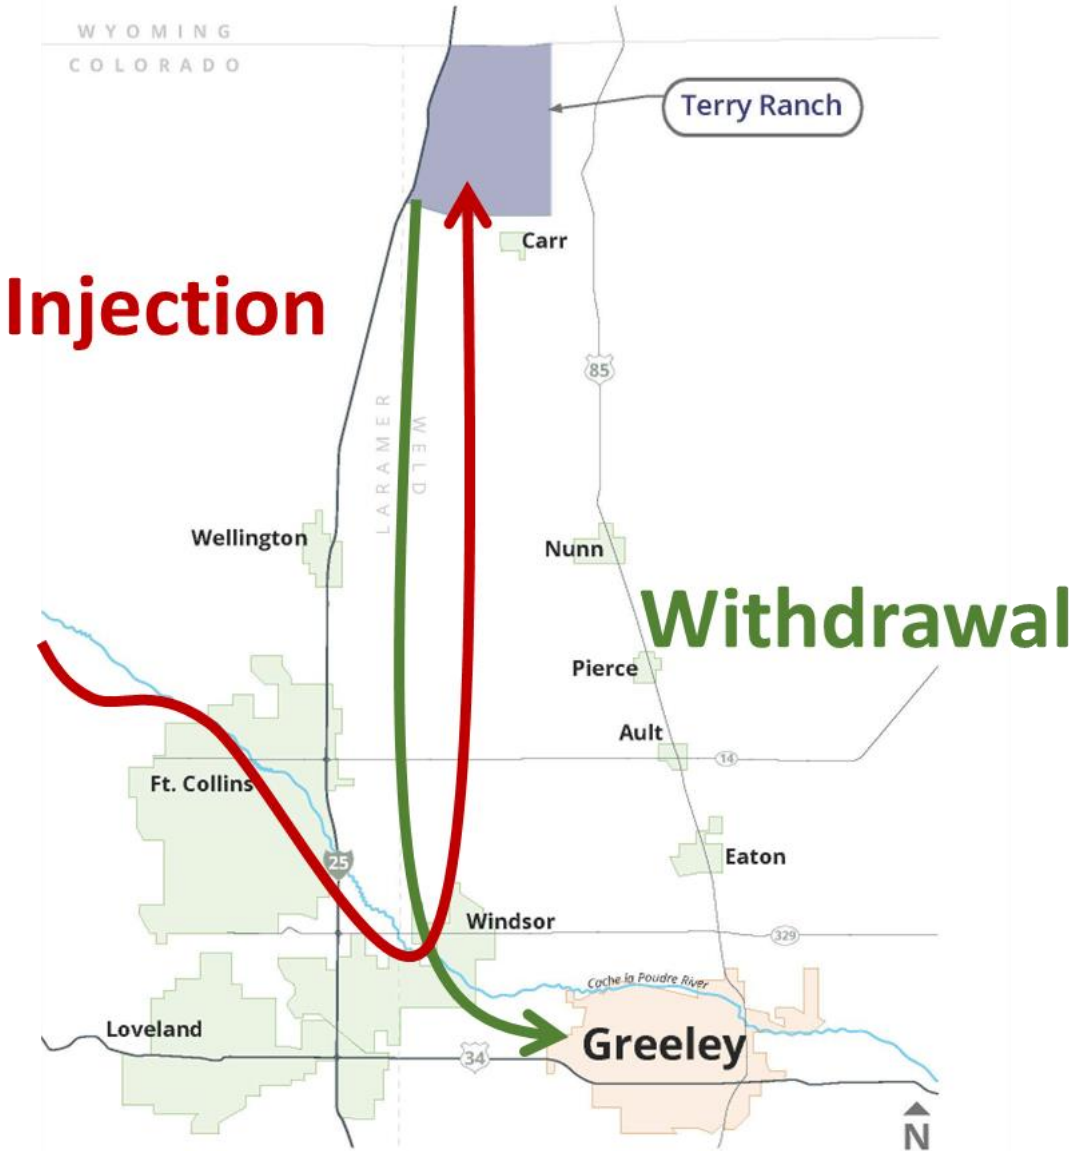 WYOMING
COLORADO
Terry Ranch
Carr
Injection
85
LARAMER
WELD
Wellington
Nunn
Withdrawal
Pierce
Ault
14
Ft. Collins
Eaton
25
Windsor
329
Cache la Poudre River
Loveland
Greeley
34
N